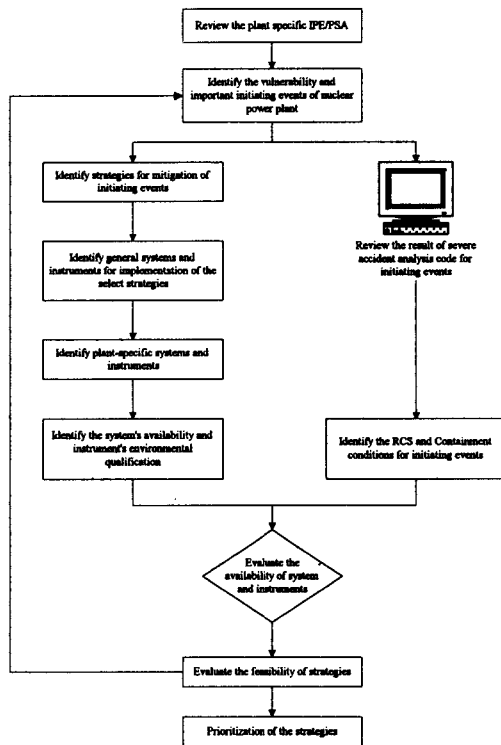 Review the plant specific IPE/PSA
Identify the vulnerability and
important initiating events of nuclear
power plant
Identify strategies for mitigation of
initiating events
Identify general systems and
instruments for implementation of the
select strategies
Identify plant-specific systems and
instruments
Identify the system's availability and
instrument's environmental
qualification
Review the result of severe
accident analysis code for
initiating events
Identify the RCS and Containment
conditions for initiating events
Evaluate the
availability of system
and instruments
Evaluate the feasibility of strategies
Prioritization of the strategies